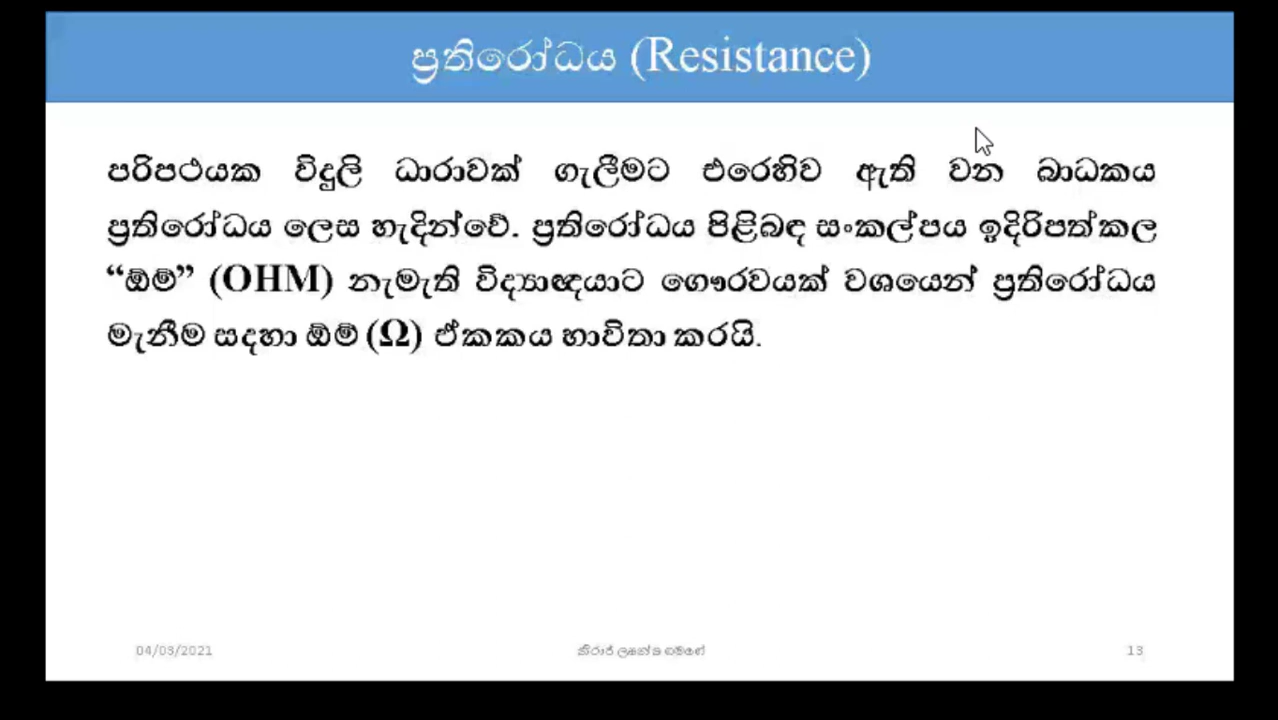 ප්‍රතිරෝධය (Resistance)
පරිපථයක විදුලි ධාරාවක් ගැලීමට එරෙහිව ඇති වන බාධකය
ප්‍රතිරෝධය ලෙස හැදින්වේ. ප්‍රතිරෝධය පිළිබඳ සංකල්පය ඉදිරිපත්කල
“ඕම්” (OHM) නැමැති විද්‍යාඥයාට ගෞරවයක් වශයෙන් ප්‍රතිරෝධය
මැනීම සදහා ඕම් (Ω) ඒකකය භාවිතා කරයි.
04/03/2021
13